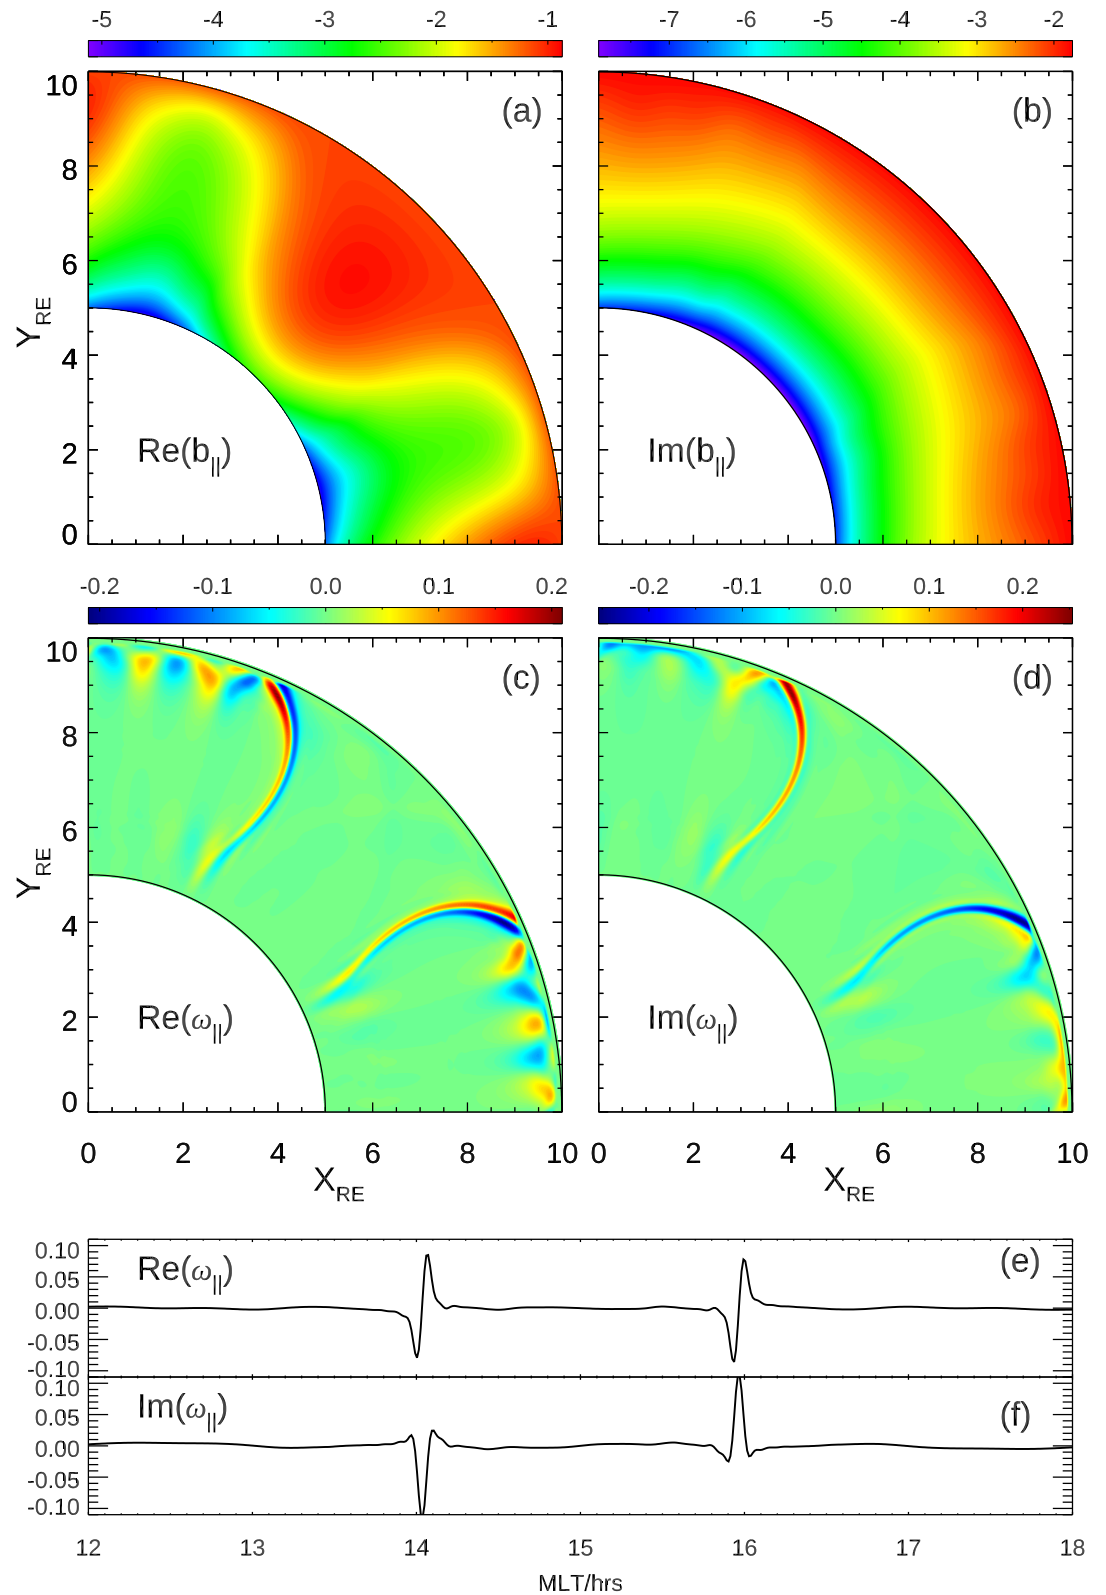 -5 -4 -3 -2 -1 -7 -6 -5 -4 -3 -2
10 (a) (b)
8
6
Y_RE
4
Re(b_||) Im(b_||)
2
0
-0.2 -0.1 0.0 0.1 0.2 -0.2 -0.1 0.0 0.1 0.2
10 (c) (d)
8
6
Y_RE
4
Re(ω_||) Im(ω_||)
2
0
0 2 4 6 8 10 0 2 4 6 8 10
X_RE X_RE
0.10 Re(ω_||) (e)
0.05
0.00
-0.05
-0.10
0.10 Im(ω_||) (f)
0.05
0.00
-0.05
-0.10
12 13 14 15 16 17 18
MLT/hrs